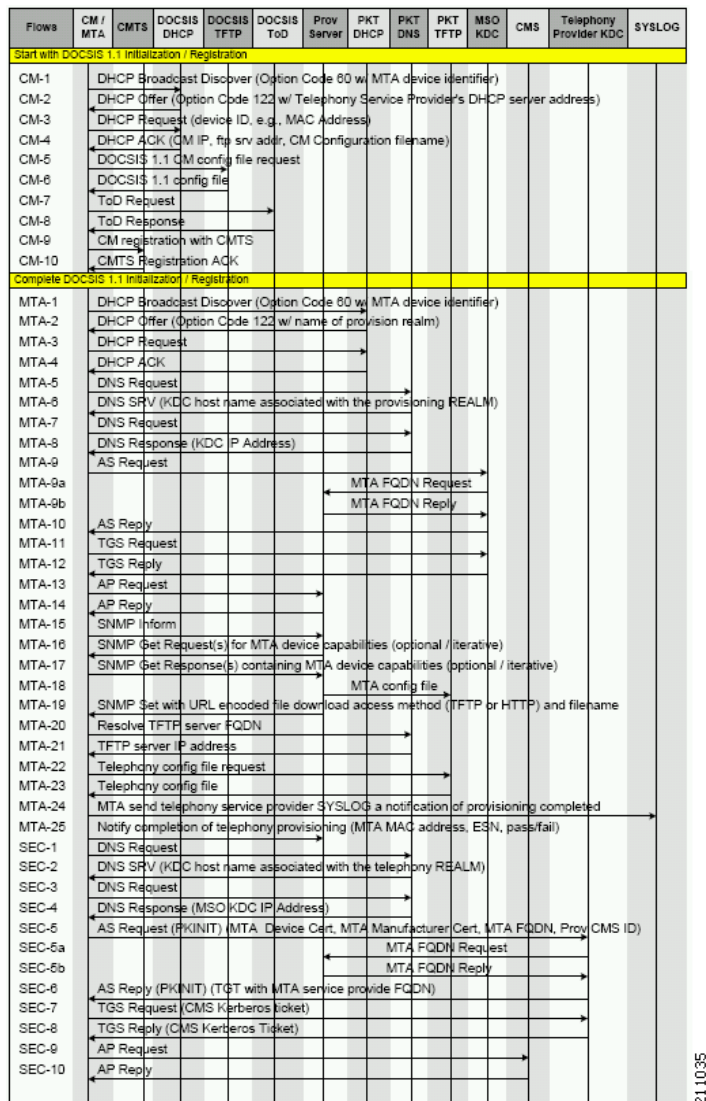 Flows CM / MTA CMTS DOCSIS DHCP DOCSIS TFTP DOCSIS ToD Prov Server PKT DHCP PKT DNS PKT TFTP MSO KDC CMS Telephony Provider KDC SYSLOG
Start with DOCSIS 1.1 Initialization / Registration
CM-1 DHCP Broadcast Discover (Option Code 60 w/ MTA device identifier)
CM-2 DHCP Offer (Option Code 122 w/ Telephony Service Provider's DHCP server address)
CM-3 DHCP Request (device ID, e.g., MAC Address)
CM-4 DHCP ACK (CM IP, ftp srv addr, CM Configuration filename)
CM-5 DOCSIS 1.1 CM config file request
CM-6 DOCSIS 1.1 config file
CM-7 ToD Request
CM-8 ToD Response
CM-9 CM registration with CMTS
CM-10 CMTS Registration ACK
Complete DOCSIS 1.1 Initialization / Registration
MTA-1 DHCP Broadcast Discover (Option Code 60 w/ MTA device identifier)
MTA-2 DHCP Offer (Option Code 122 w/ name of provision realm)
MTA-3 DHCP Request
MTA-4 DHCP ACK
MTA-5 DNS Request
MTA-6 DNS SRV (KDC host name associated with the provisioning REALM)
MTA-7 DNS Request
MTA-8 DNS Response (KDC IP Address)
MTA-9 AS Request
MTA-9a MTA FQDN Request
MTA-9b MTA FQDN Reply
MTA-10 AS Reply
MTA-11 TGS Request
MTA-12 TGS Reply
MTA-13 AP Request
MTA-14 AP Reply
MTA-15 SNMP Inform
MTA-16 SNMP Get Request(s) for MTA device capabilities (optional / iterative)
MTA-17 SNMP Get Response(s) containing MTA device capabilities (optional / iterative)
MTA-18 MTA config file
MTA-19 SNMP Set with URL encoded file download access method (TFTP or HTTP) and filename
MTA-20 Resolve TFTP server FQDN
MTA-21 TFTP server IP address
MTA-22 Telephony config file request
MTA-23 Telephony config file
MTA-24 MTA send telephony service provider SYSLOG a notification of provisioning completed
MTA-25 Notify completion of telephony provisioning (MTA MAC address, ESN, pass/fail)
SEC-1 DNS Request
SEC-2 DNS SRV (KDC host name associated with the telephony REALM)
SEC-3 DNS Request
SEC-4 DNS Response (MSO KDC IP Address)
SEC-5 AS Request (PKINIT) (MTA Device Cert, MTA Manufacturer Cert, MTA FQDN, Prov CMS ID)
SEC-5a MTA FQDN Request
SEC-5b MTA FQDN Reply
SEC-6 AS Reply (PKINIT) (TGT with MTA service provide FQDN)
SEC-7 TGS Request (CMS Kerberos ticket)
SEC-8 TGS Reply (CMS Kerberos Ticket)
SEC-9 AP Request
SEC-10 AP Reply
211035